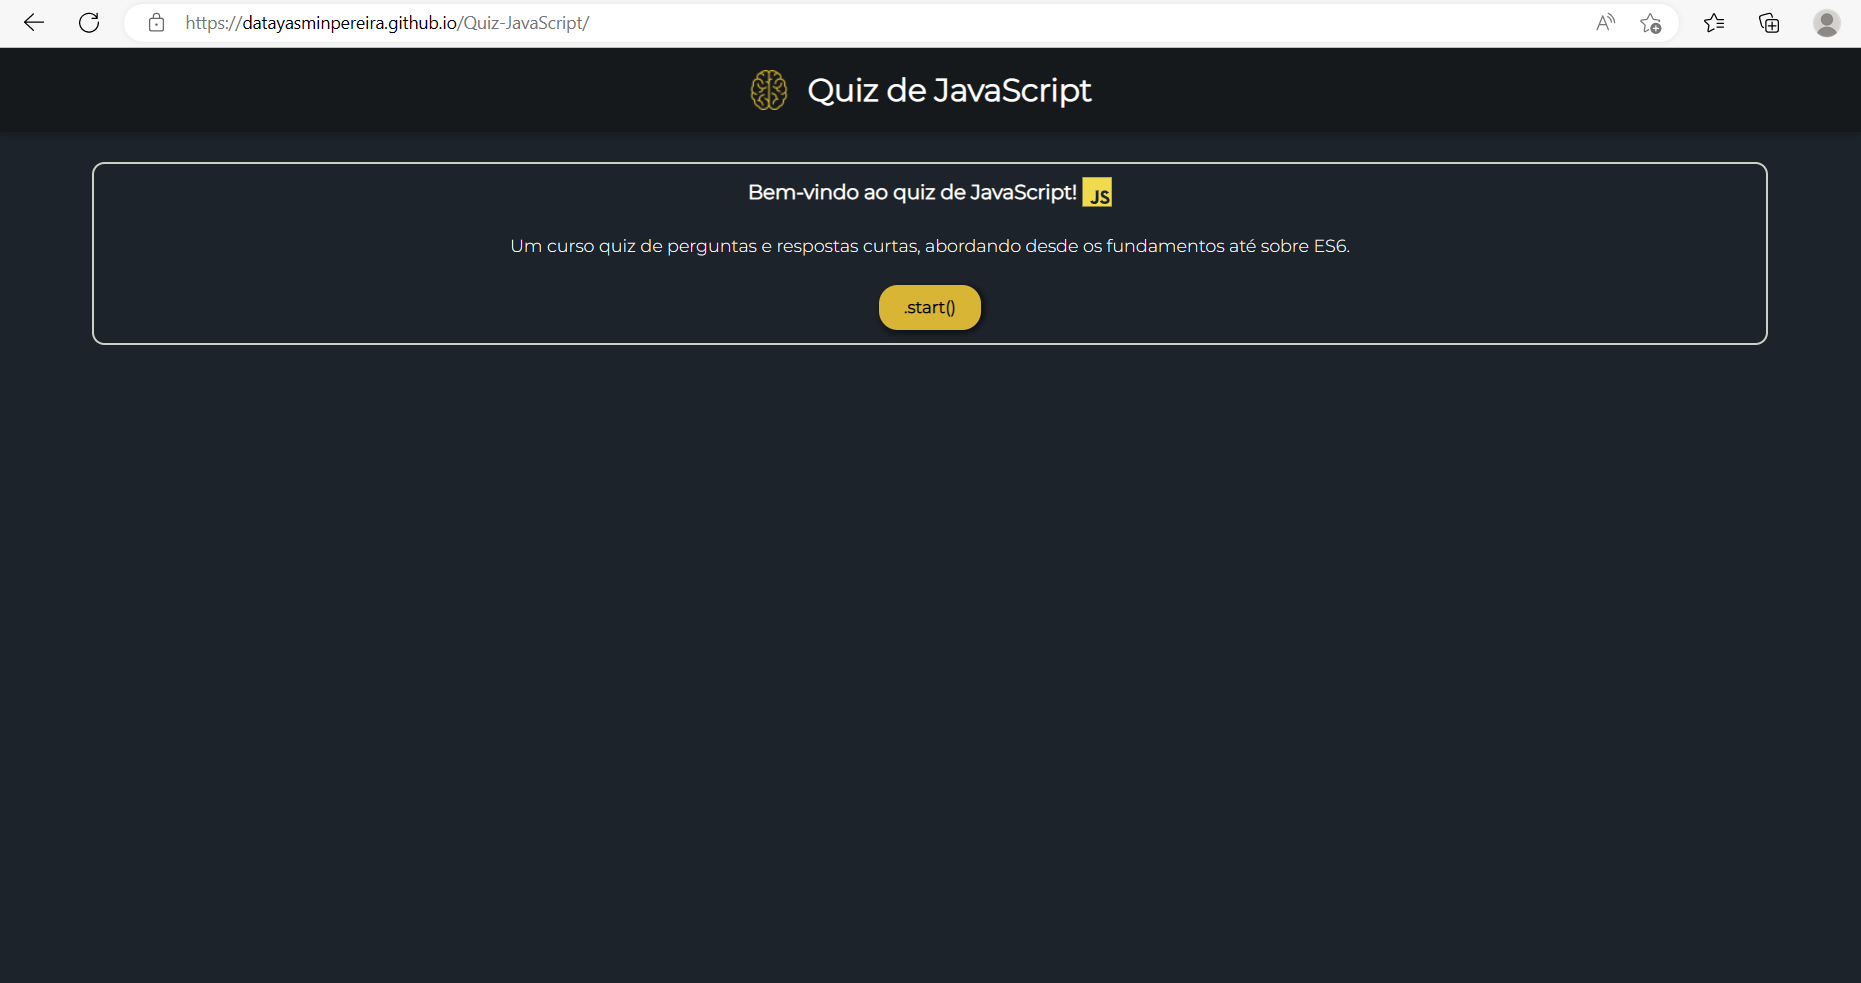 https://datayasminpereira.github.io/Quiz-JavaScript/
Quiz de JavaScript
Bem-vindo ao quiz de JavaScript! JS
Um curso quiz de perguntas e respostas curtas, abordando desde os fundamentos até sobre ES6.
.start()